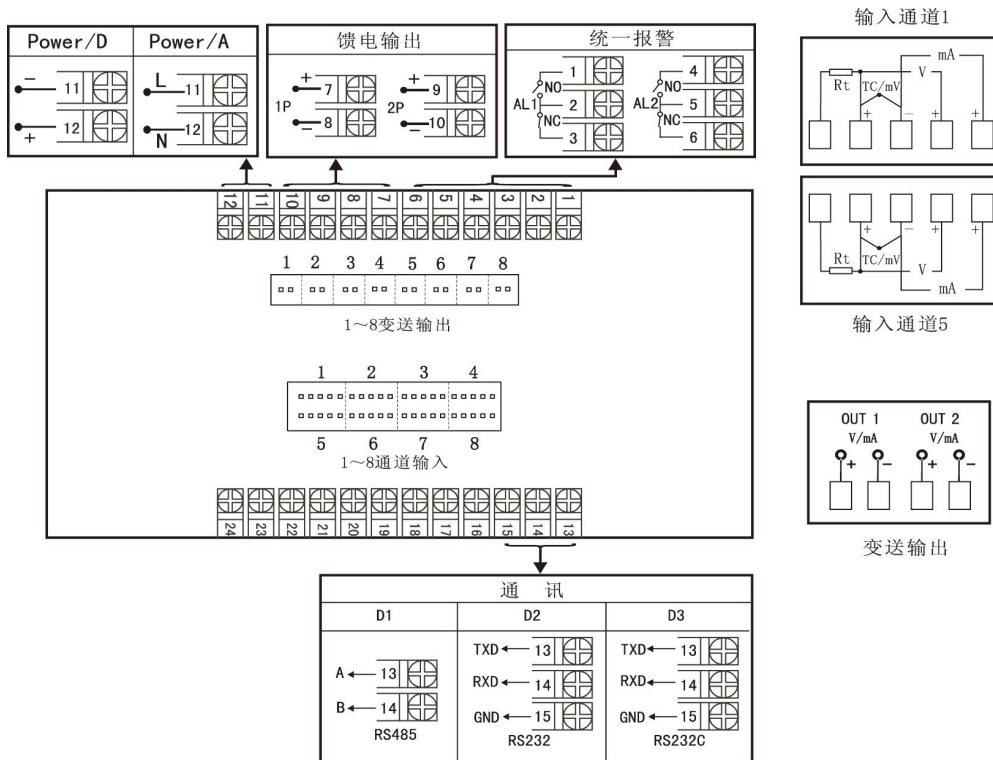 Power/D Power/A
- 11 L 11
+ 12 N 12
馈电输出
+ 7 + 9
1P 2P
- 8 - 10
统一报警
1 4
NO NO
AL1 2 AL2 5
NC NC
3 6
输入通道1
mA
V
Rt TC/mV
+ - + +
12 11 10 9 8 7 6 5 4 3 2 1
1 2 3 4 5 6 7 8
1～8变送输出
1 2 3 4
5 6 7 8
1～8通道输入
24 23 22 21 20 19 18 17 16 15 14 13
+ - + +
Rt TC/mV
V
mA
输入通道5
OUT 1 OUT 2
V/mA V/mA
+ - + -
变送输出
通 讯
D1 D2 D3
A 13
B 14
RS485
TXD 13
RXD 14
GND 15
RS232
TXD 13
RXD 14
GND 15
RS232C